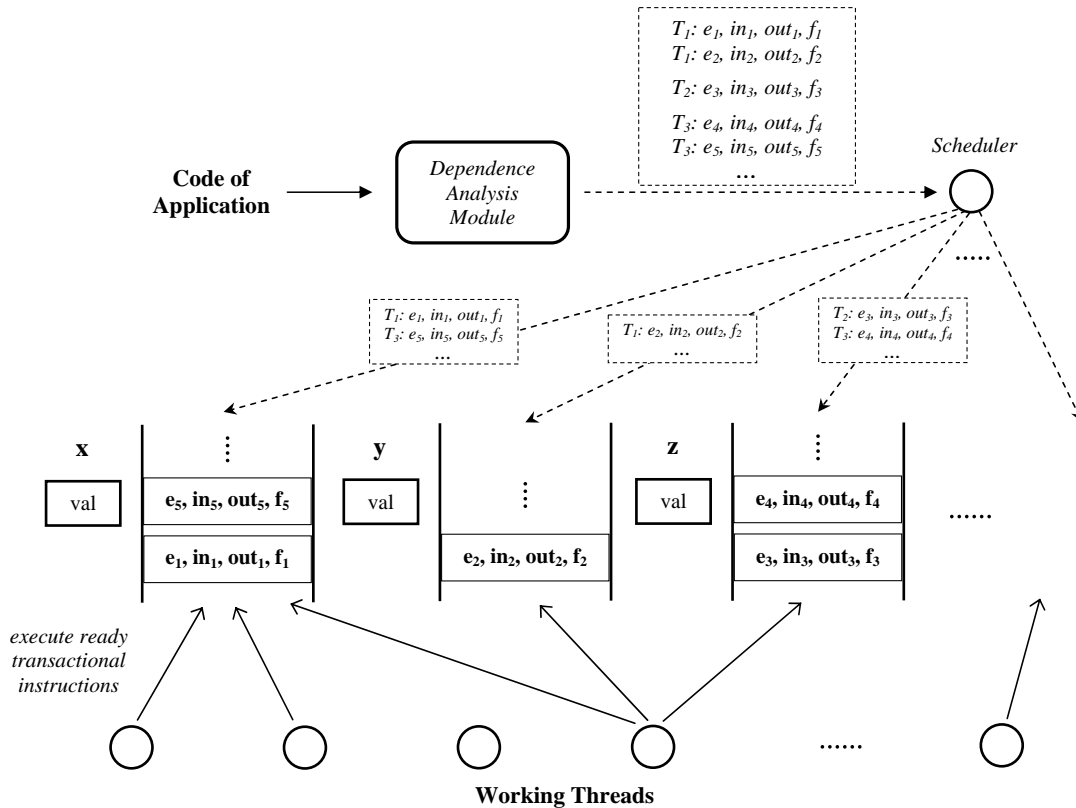 T₁: e₁, in₁, out₁, f₁
T₁: e₂, in₂, out₂, f₂
T₂: e₃, in₃, out₃, f₃
T₃: e₄, in₄, out₄, f₄
T₃: e₅, in₅, out₅, f₅
...
Scheduler
Code of
Application
Dependence
Analysis
Module
......
T₁: e₁, in₁, out₁, f₁
T₃: e₅, in₅, out₅, f₅
...
T₁: e₂, in₂, out₂, f₂
...
T₂: e₃, in₃, out₃, f₃
T₃: e₄, in₄, out₄, f₄
...
x
val
e₅, in₅, out₅, f₅
e₁, in₁, out₁, f₁
y
val
e₂, in₂, out₂, f₂
z
val
e₄, in₄, out₄, f₄
e₃, in₃, out₃, f₃
......
execute ready
transactional
instructions
......
Working Threads